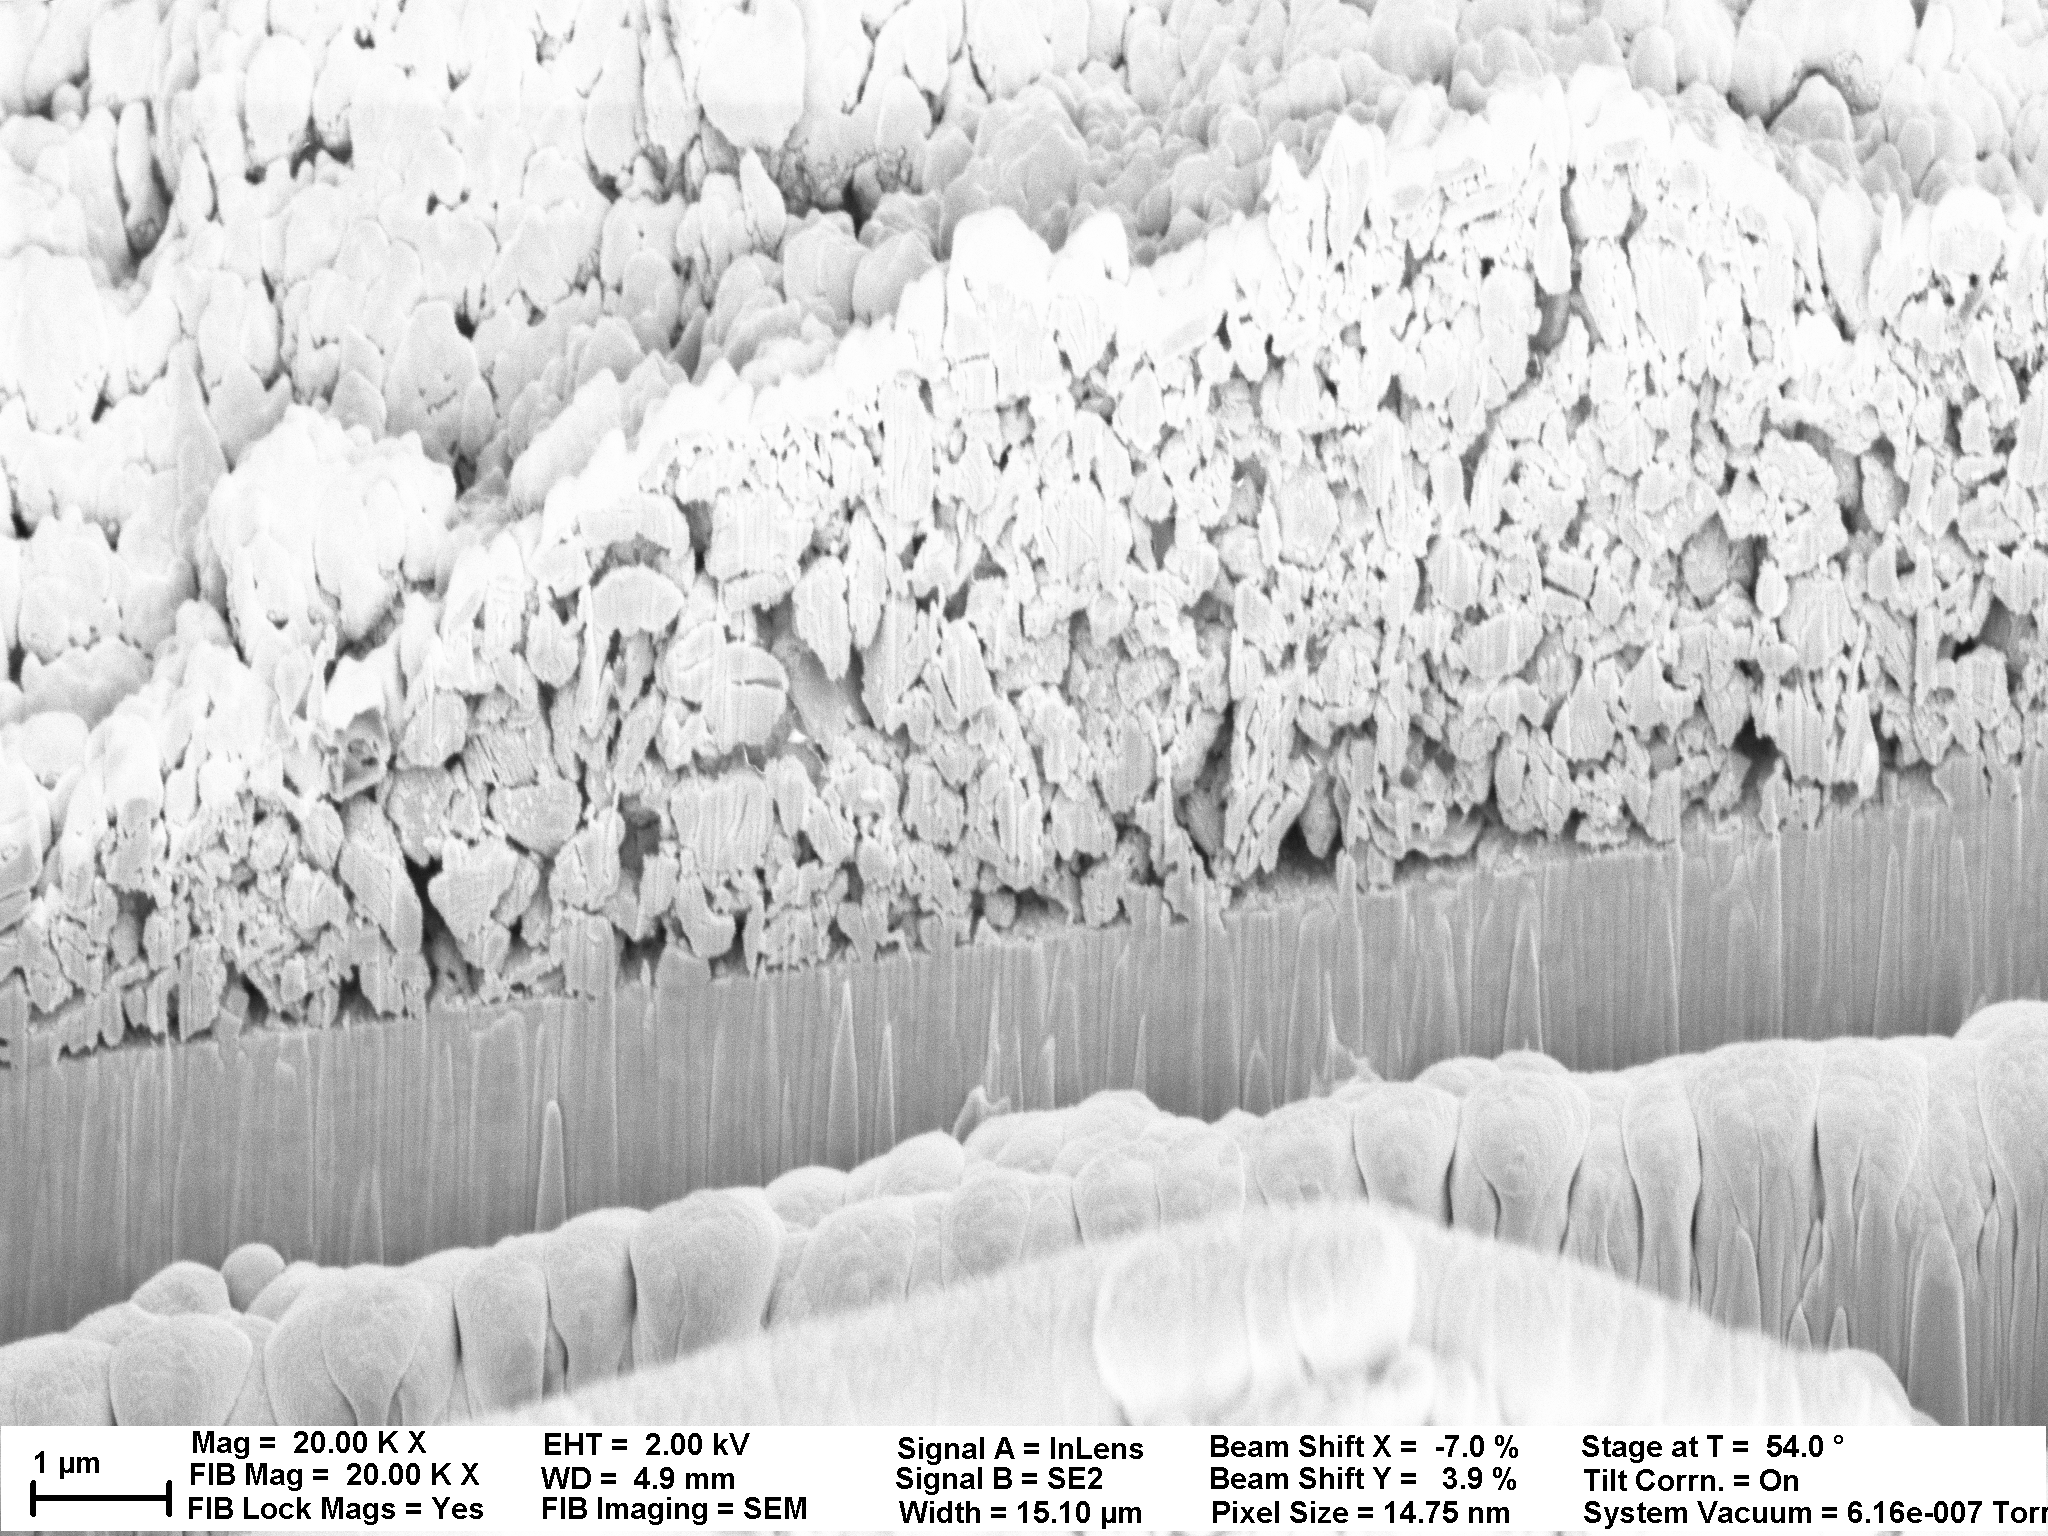 1 µm
Mag = 20.00 K X
FIB Mag = 20.00 K X
FIB Lock Mags = Yes
EHT = 2.00 kV
WD = 4.9 mm
FIB Imaging = SEM
Signal A = InLens
Signal B = SE2
Width = 15.10 µm
Beam Shift X = -7.0 %
Beam Shift Y = 3.9 %
Pixel Size = 14.75 nm
Stage at T = 54.0 °
Tilt Corrn. = On
System Vacuum = 6.16e-007 Torr